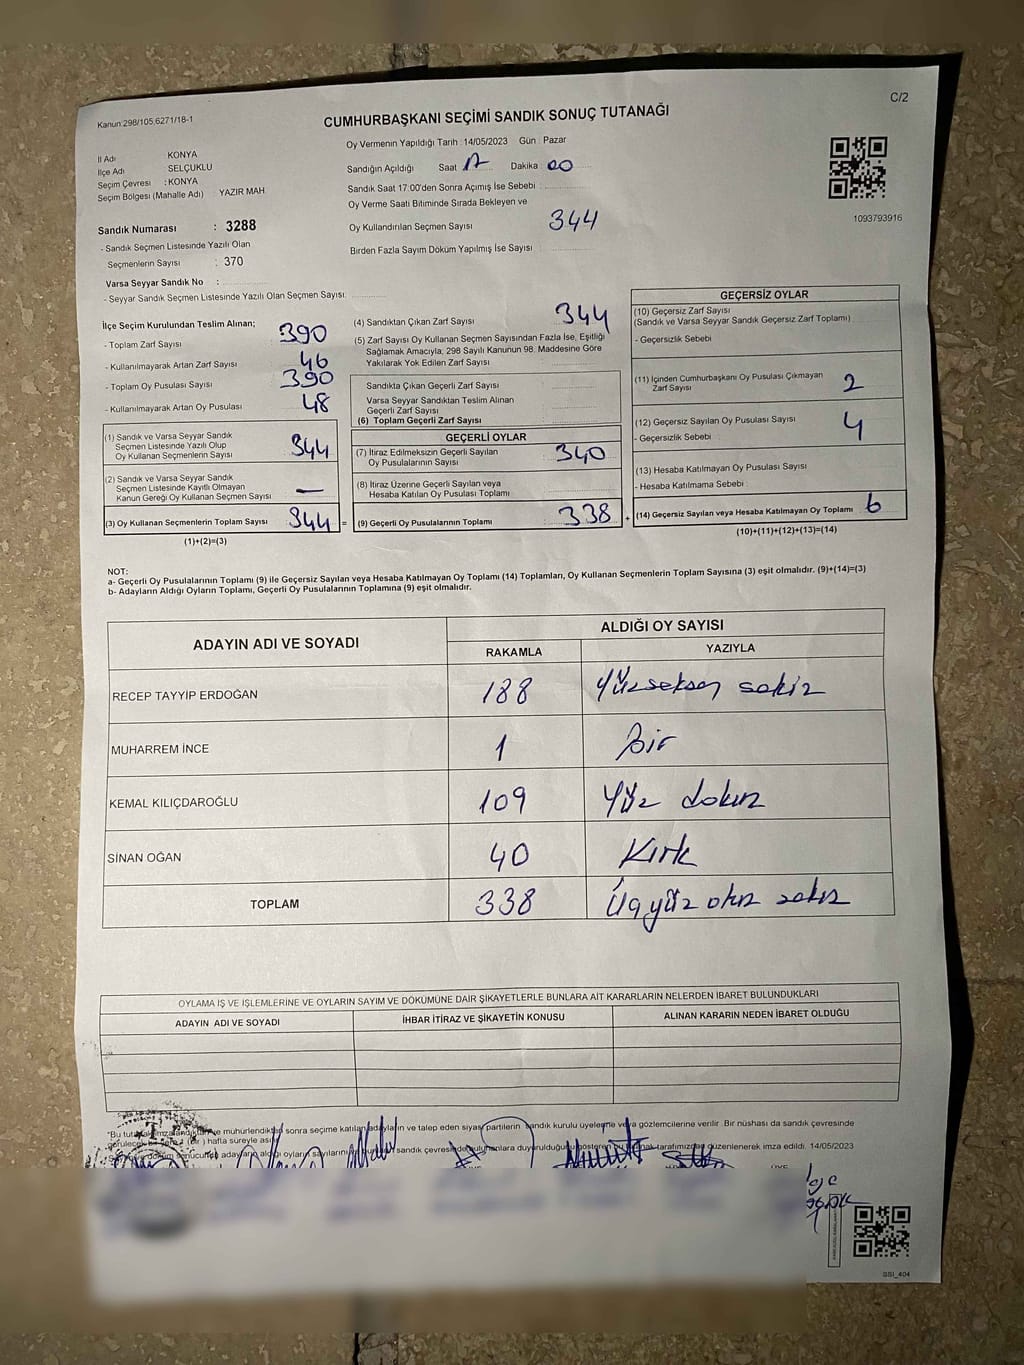 C/2
Kanun:298/105,6271/18-1
CUMHURBAŞKANI SEÇİMİ SANDIK SONUÇ TUTANAĞI
İl Adı KONYA
İlçe Adı SELÇUKLU
Seçim Çevresi : KONYA
Seçim Bölgesi (Mahalle Adı) YAZIR MAH
Sandık Numarası : 3288
- Sandık Seçmen Listesinde Yazılı Olan
Seçmenlerin Sayısı : 370
Varsa Seyyar Sandık No :
- Seyyar Sandık Seçmen Listesinde Yazılı Olan Seçmen Sayısı:
Oy Vermenin Yapıldığı Tarih :14/05/2023 Gün : Pazar
Sandığın Açıldığı Saat 17 Dakika : 00
Sandık Saat 17:00'den Sonra Açımış İse Sebebi :
Oy Verme Saati Bitiminde Sırada Bekleyen ve
Oy Kullandırılan Seçmen Sayısı : 344
Birden Fazla Sayım Döküm Yapılmış İse Sayısı :
1093793916
İlçe Seçim Kurulundan Teslim Alınan;
- Toplam Zarf Sayısı : 390
- Kullanılmayarak Artan Zarf Sayısı : 46
- Toplam Oy Pusulası Sayısı : 390
- Kullanılmayarak Artan Oy Pusulası : 48
(1) Sandık ve Varsa Seyyar Sandık
Seçmen Listesinde Yazılı Olup
Oy Kullanan Seçmenlerin Sayısı : 344
(2) Sandık ve Varsa Seyyar Sandık
Seçmen Listesinde Kayıtlı Olmayan
Kanun Gereği Oy Kullanan Seçmen Sayısı : —
(3) Oy Kullanan Seçmenlerin Toplam Sayısı : 344 =
(1)+(2)=(3)
(4) Sandıktan Çıkan Zarf Sayısı : 344
(5) Zarf Sayısı Oy Kullanan Seçmen Sayısından Fazla İse, Eşitliği
Sağlamak Amacıyla; 298 Sayılı Kanunun 98. Maddesine Göre
Yakılarak Yok Edilen Zarf Sayısı :
Sandıkta Çıkan Geçerli Zarf Sayısı :
Varsa Seyyar Sandıktan Teslim Alınan
Geçerli Zarf Sayısı :
(6) Toplam Geçerli Zarf Sayısı :
GEÇERLİ OYLAR
(7) İtiraz Edilmeksizin Geçerli Sayılan
Oy Pusulalarının Sayısı : 340
(8) İtiraz Üzerine Geçerli Sayılan veya
Hesaba Katılan Oy Pusulası Toplamı :
(9) Geçerli Oy Pusulalarının Toplamı : 338 +
GEÇERSİZ OYLAR
(10) Geçersiz Zarf Sayısı :
(Sandık ve Varsa Seyyar Sandık Geçersiz Zarf Toplamı)
- Geçersizlik Sebebi :
(11) İçinden Cumhurbaşkanı Oy Pusulası Çıkmayan
Zarf Sayısı : 2
(12) Geçersiz Sayılan Oy Pusulası Sayısı : 4
- Geçersizlik Sebebi :
(13) Hesaba Katılmayan Oy Pusulası Sayısı :
- Hesaba Katılmama Sebebi :
(14) Geçersiz Sayılan veya Hesaba Katılmayan Oy Toplamı : 6
(10)+(11)+(12)+(13)=(14)
NOT:
a- Geçerli Oy Pusulalarının Toplamı (9) ile Geçersiz Sayılan veya Hesaba Katılmayan Oy Toplamı (14) Toplamları, Oy Kullanan Seçmenlerin Toplam Sayısına (3) eşit olmalıdır. (9)+(14)=(3)
b- Adayların Aldığı Oyların Toplamı, Geçerli Oy Pusulalarının Toplamına (9) eşit olmalıdır.
ADAYIN ADI VE SOYADI ALDIĞI OY SAYISI
RAKAMLA YAZIYLA
RECEP TAYYİP ERDOĞAN 188 Yüzseksen sekiz
MUHARREM İNCE 1 Bir
KEMAL KILIÇDAROĞLU 109 Yüz dokuz
SİNAN OĞAN 40 Kırk
TOPLAM 338 Üçyüz otuz sekiz
OYLAMA İŞ VE İŞLEMLERİNE VE OYLARIN SAYIM VE DÖKÜMÜNE DAİR ŞİKAYETLERLE BUNLARA AİT KARARLARIN NELERDEN İBARET BULUNDUKLARI
ADAYIN ADI VE SOYADI İHBAR İTİRAZ VE ŞİKAYETİN KONUSU ALINAN KARARIN NEDEN İBARET OLDUĞU
"Bu ve mühürlendikten sonra seçime katılan adayların ve talep eden siyasi partilerin sandık kurulu üyelerine veya gözlemcilerine verilir. Bir nüshası da sandık çevresinde
hafta süreyle asılır
adayların aldığı oyların sayılarını sandık çevresinde duyurulduğunu gösteren tarafımızdan düzenlenerek imza edildi. 14/05/2023
SSI_404